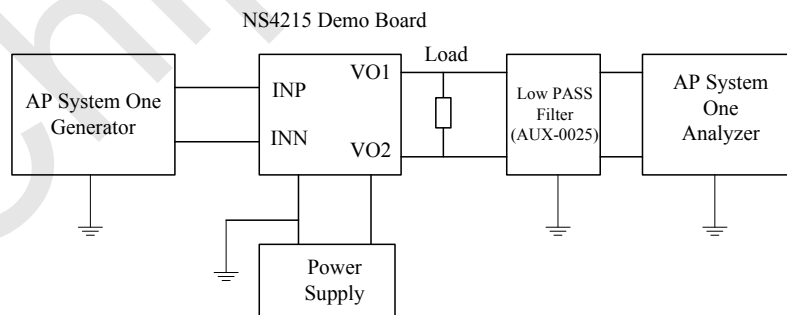 NS4215 Demo Board
AP System One
Generator
INP
INN
VO1
VO2
Load
Low PASS
Filter
(AUX-0025)
AP System
One
Analyzer
Power
Supply